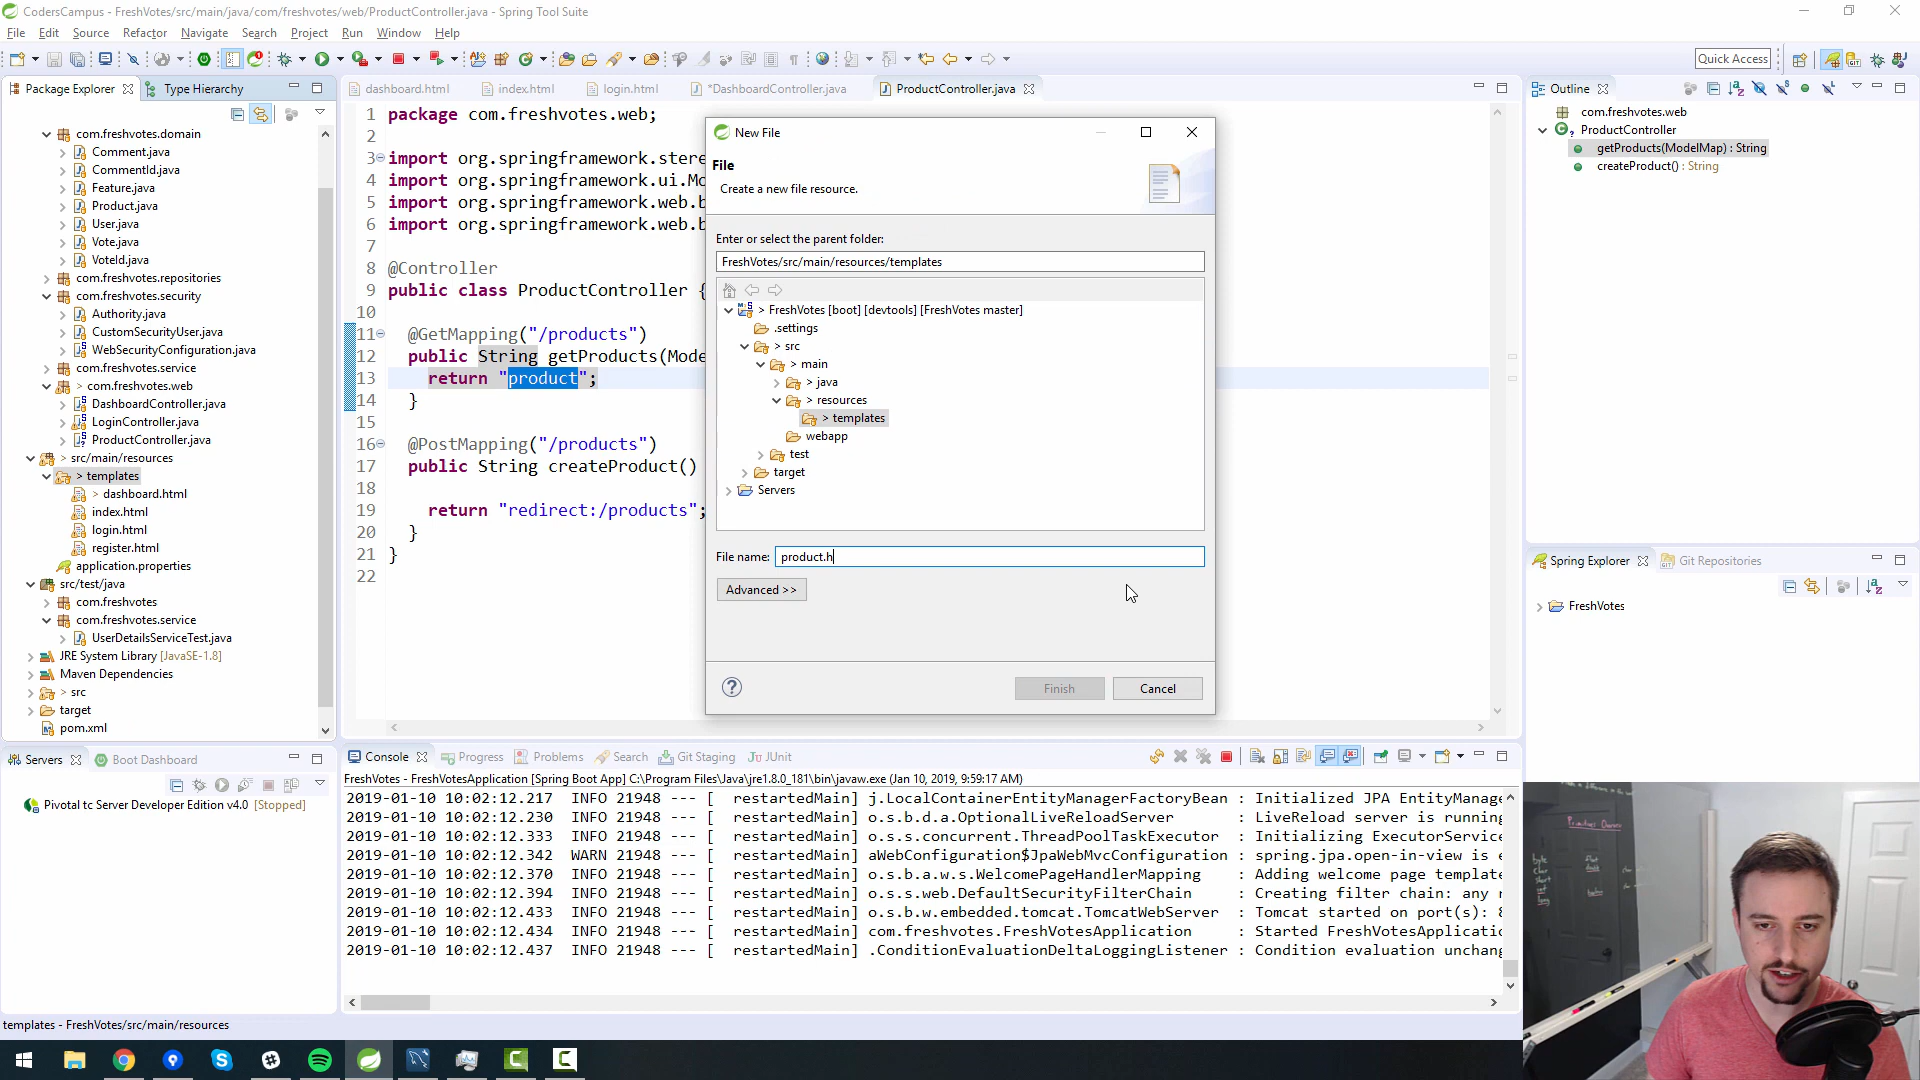 CodersCampus - FreshVotes/src/main/java/com/freshvotes/web/ProductController.java - Spring Tool Suite
File Edit Source Refactor Navigate Search Project Run Window Help
Quick Access
Package Explorer
Type Hierarchy
com.freshvotes.domain
Comment.java
CommentId.java
Feature.java
Product.java
User.java
Vote.java
VoteId.java
com.freshvotes.repositories
com.freshvotes.security
Authority.java
CustomSecurityUser.java
WebSecurityConfiguration.java
com.freshvotes.service
> com.freshvotes.web
DashboardController.java
LoginController.java
ProductController.java
> src/main/resources
> templates
> dashboard.html
index.html
login.html
register.html
application.properties
src/test/java
com.freshvotes
com.freshvotes.service
UserDetailsServiceTest.java
JRE System Library [JavaSE-1.8]
Maven Dependencies
> src
target
pom.xml
dashboard.html
index.html
login.html
*DashboardController.java
ProductController.java
1 package com.freshvotes.web;
2
3 import org.springframework.stere
4 import org.springframework.ui.Mo
5 import org.springframework.web.b
6 import org.springframework.web.b
7
8 @Controller
9 public class ProductController {
10
11 @GetMapping("/products")
12 public String getProducts(Mode
13 return "product";
14 }
15
16 @PostMapping("/products")
17 public String createProduct()
18
19 return "redirect:/products";
20 }
21 }
22
New File
File
Create a new file resource.
Enter or select the parent folder:
FreshVotes/src/main/resources/templates
> FreshVotes [boot] [devtools] [FreshVotes master]
.settings
> src
> main
> java
> resources
> templates
webapp
> test
target
Servers
File name: product.h
Advanced >>
Finish
Cancel
Outline
com.freshvotes.web
ProductController
getProducts(ModelMap) : String
createProduct() : String
Spring Explorer
Git Repositories
FreshVotes
Servers
Boot Dashboard
Pivotal tc Server Developer Edition v4.0 [Stopped]
Console
Progress
Problems
Search
Git Staging
JUnit
FreshVotes - FreshVotesApplication [Spring Boot App] C:\Program Files\Java\jre1.8.0_181\bin\javaw.exe (Jan 10, 2019, 9:59:17 AM)
2019-01-10 10:02:12.217 INFO 21948 --- [ restartedMain] j.LocalContainerEntityManagerFactoryBean : Initialized JPA EntityManage
2019-01-10 10:02:12.230 INFO 21948 --- [ restartedMain] o.s.b.d.a.OptionalLiveReloadServer : LiveReload server is running
2019-01-10 10:02:12.333 INFO 21948 --- [ restartedMain] o.s.s.concurrent.ThreadPoolTaskExecutor : Initializing ExecutorService
2019-01-10 10:02:12.342 WARN 21948 --- [ restartedMain] aWebConfiguration$JpaWebMvcConfiguration : spring.jpa.open-in-view is e
2019-01-10 10:02:12.370 INFO 21948 --- [ restartedMain] o.s.b.a.w.s.WelcomePageHandlerMapping : Adding welcome page template
2019-01-10 10:02:12.394 INFO 21948 --- [ restartedMain] o.s.s.web.DefaultSecurityFilterChain : Creating filter chain: any r
2019-01-10 10:02:12.433 INFO 21948 --- [ restartedMain] o.s.b.w.embedded.tomcat.TomcatWebServer : Tomcat started on port(s): 8
2019-01-10 10:02:12.434 INFO 21948 --- [ restartedMain] com.freshvotes.FreshVotesApplication : Started FreshVotesApplicatio
2019-01-10 10:02:12.437 INFO 21948 --- [ restartedMain] .ConditionEvaluationDeltaLoggingListener : Condition evaluation unchang
templates - FreshVotes/src/main/resources